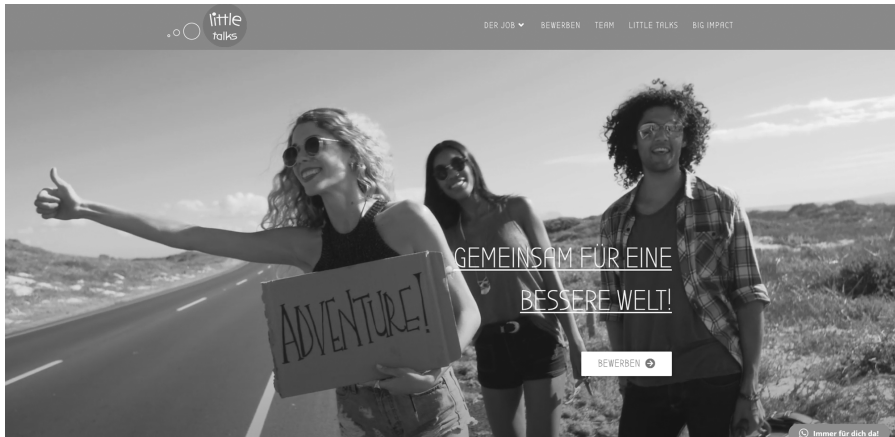 little
talks
DER JOB
BEWERBEN
TEAM
LITTLE TALKS
BIG IMPACT
GEMEINSAM FÜR EINE
BESSERE WELT!
ADVENTURE!
BEWERBEN
Immer für dich da!